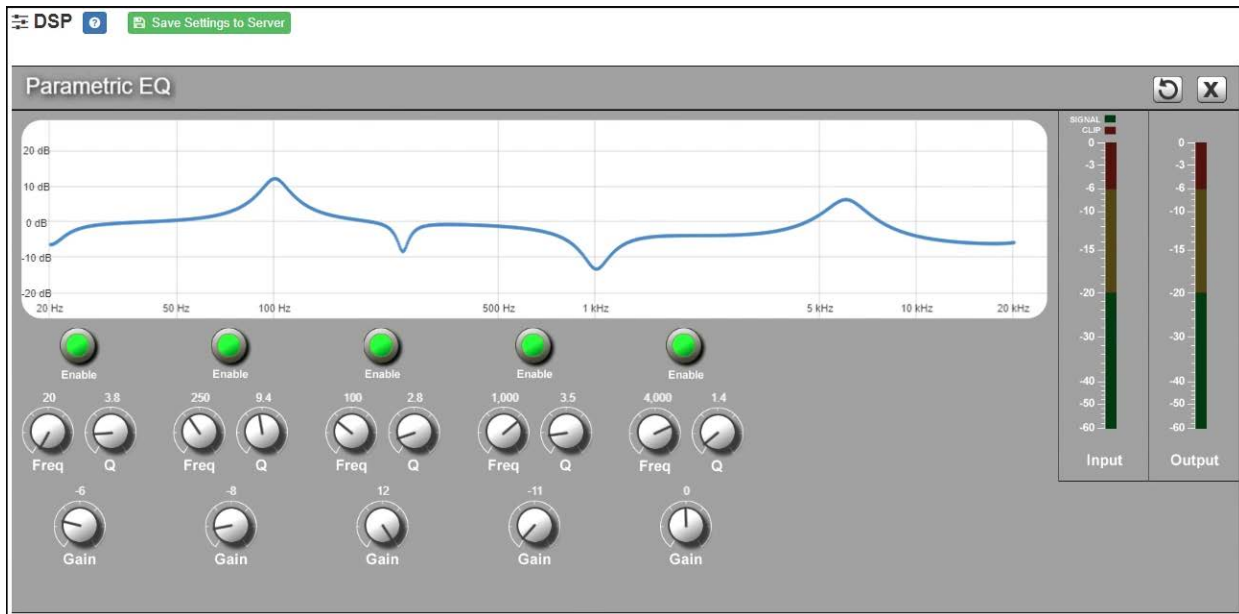 DSP ? Save Settings to Server
Parametric EQ X
20 dB
10 dB
0 dB
-10 dB
-20 dB
20 Hz 50 Hz 100 Hz 500 Hz 1 kHz 5 kHz 10 kHz 20 kHz
Enable Enable Enable Enable Enable
20 3.8 250 9.4 100 2.8 1,000 3.5 4,000 1.4
Freq Q Freq Q Freq Q Freq Q Freq Q
-6 -8 12 -11 0
Gain Gain Gain Gain Gain
SIGNAL
CLIP
0 0
-3 -3
-6 -6
-10 -10
-15 -15
-20 -20
-30 -30
-40 -40
-50 -50
-60 -60
Input Output